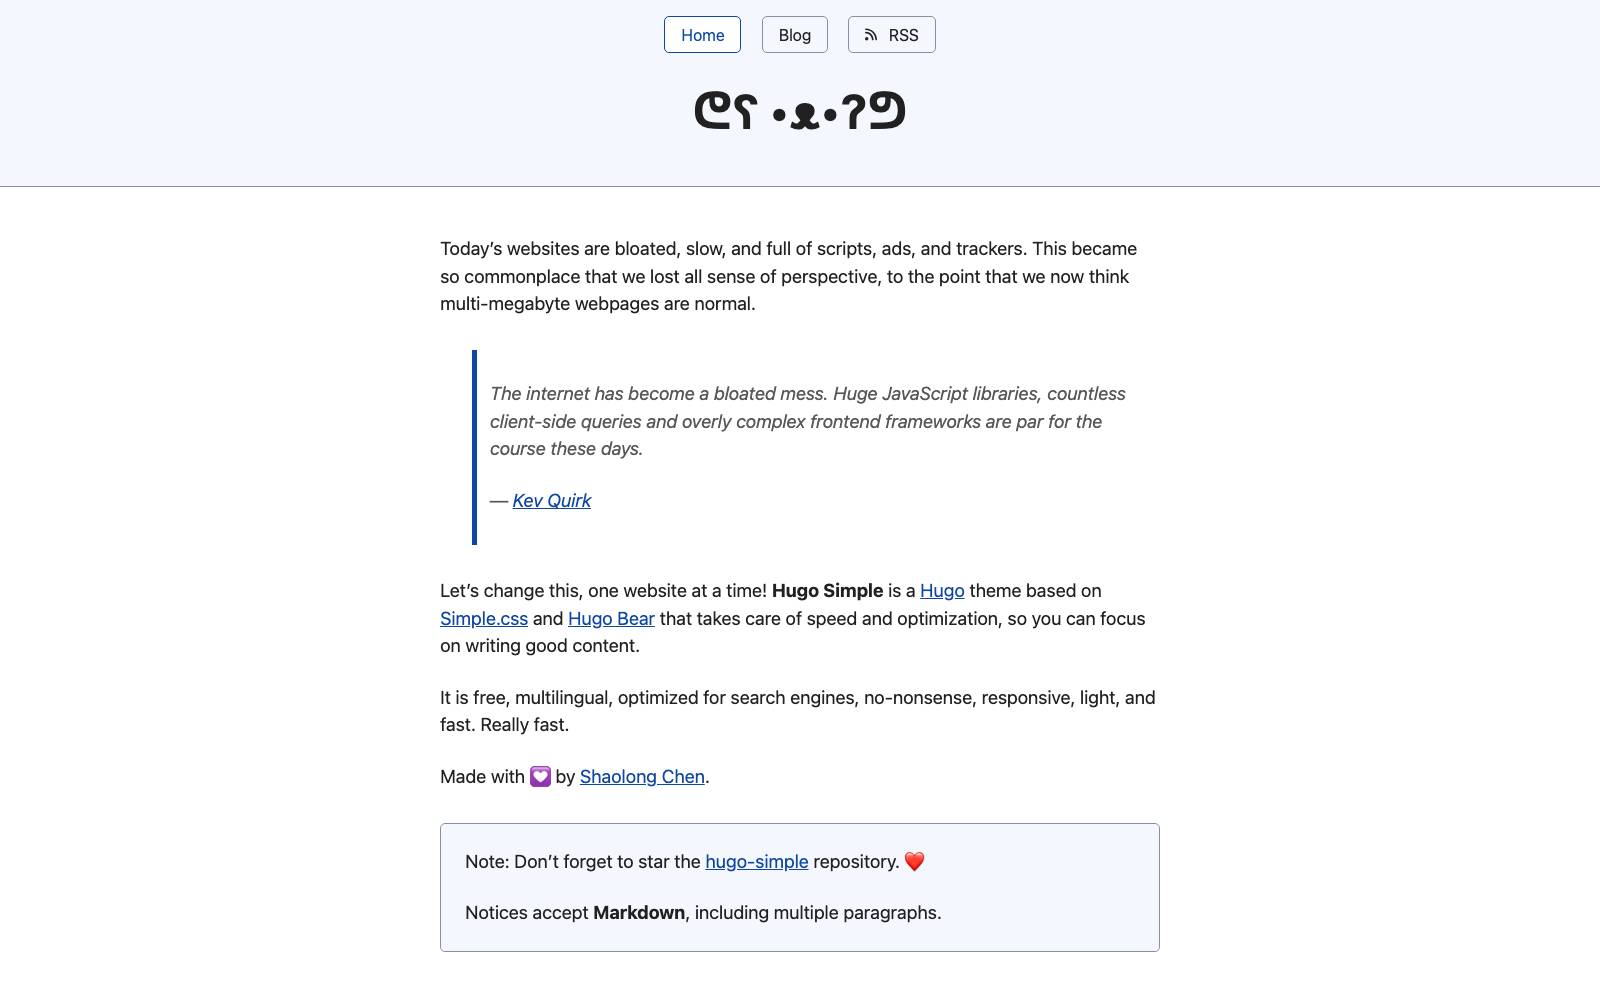 Home
Blog
RSS
ᕦʕ •ᴥ•ʔᕤ
Today’s websites are bloated, slow, and full of scripts, ads, and trackers. This became
so commonplace that we lost all sense of perspective, to the point that we now think
multi-megabyte webpages are normal.
The internet has become a bloated mess. Huge JavaScript libraries, countless
client-side queries and overly complex frontend frameworks are par for the
course these days.
— Kev Quirk
Let’s change this, one website at a time! Hugo Simple is a Hugo theme based on
Simple.css and Hugo Bear that takes care of speed and optimization, so you can focus
on writing good content.
It is free, multilingual, optimized for search engines, no-nonsense, responsive, light, and
fast. Really fast.
Made with 💟 by Shaolong Chen.
Note: Don’t forget to star the hugo-simple repository. ❤️
Notices accept Markdown, including multiple paragraphs.